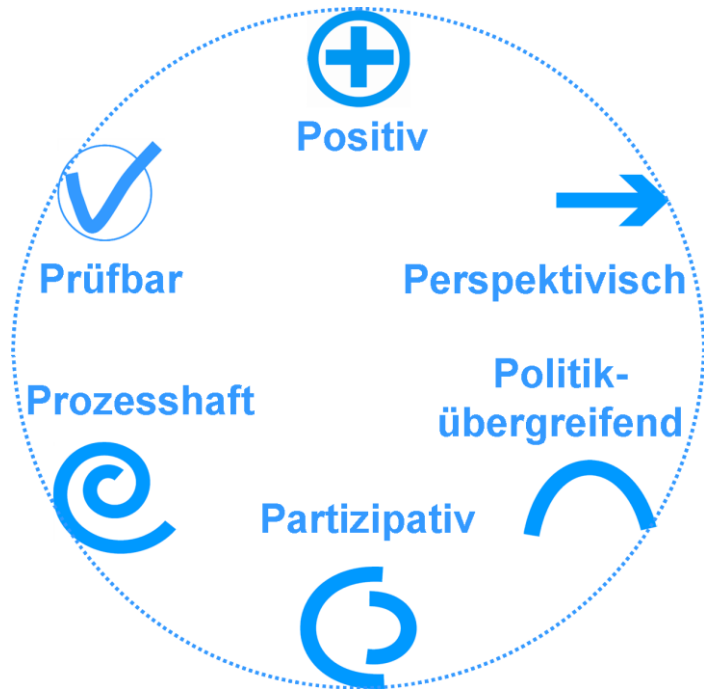 Positiv
Perspektivisch
Politik-
übergreifend
Partizipativ
Prozesshaft
Prüfbar